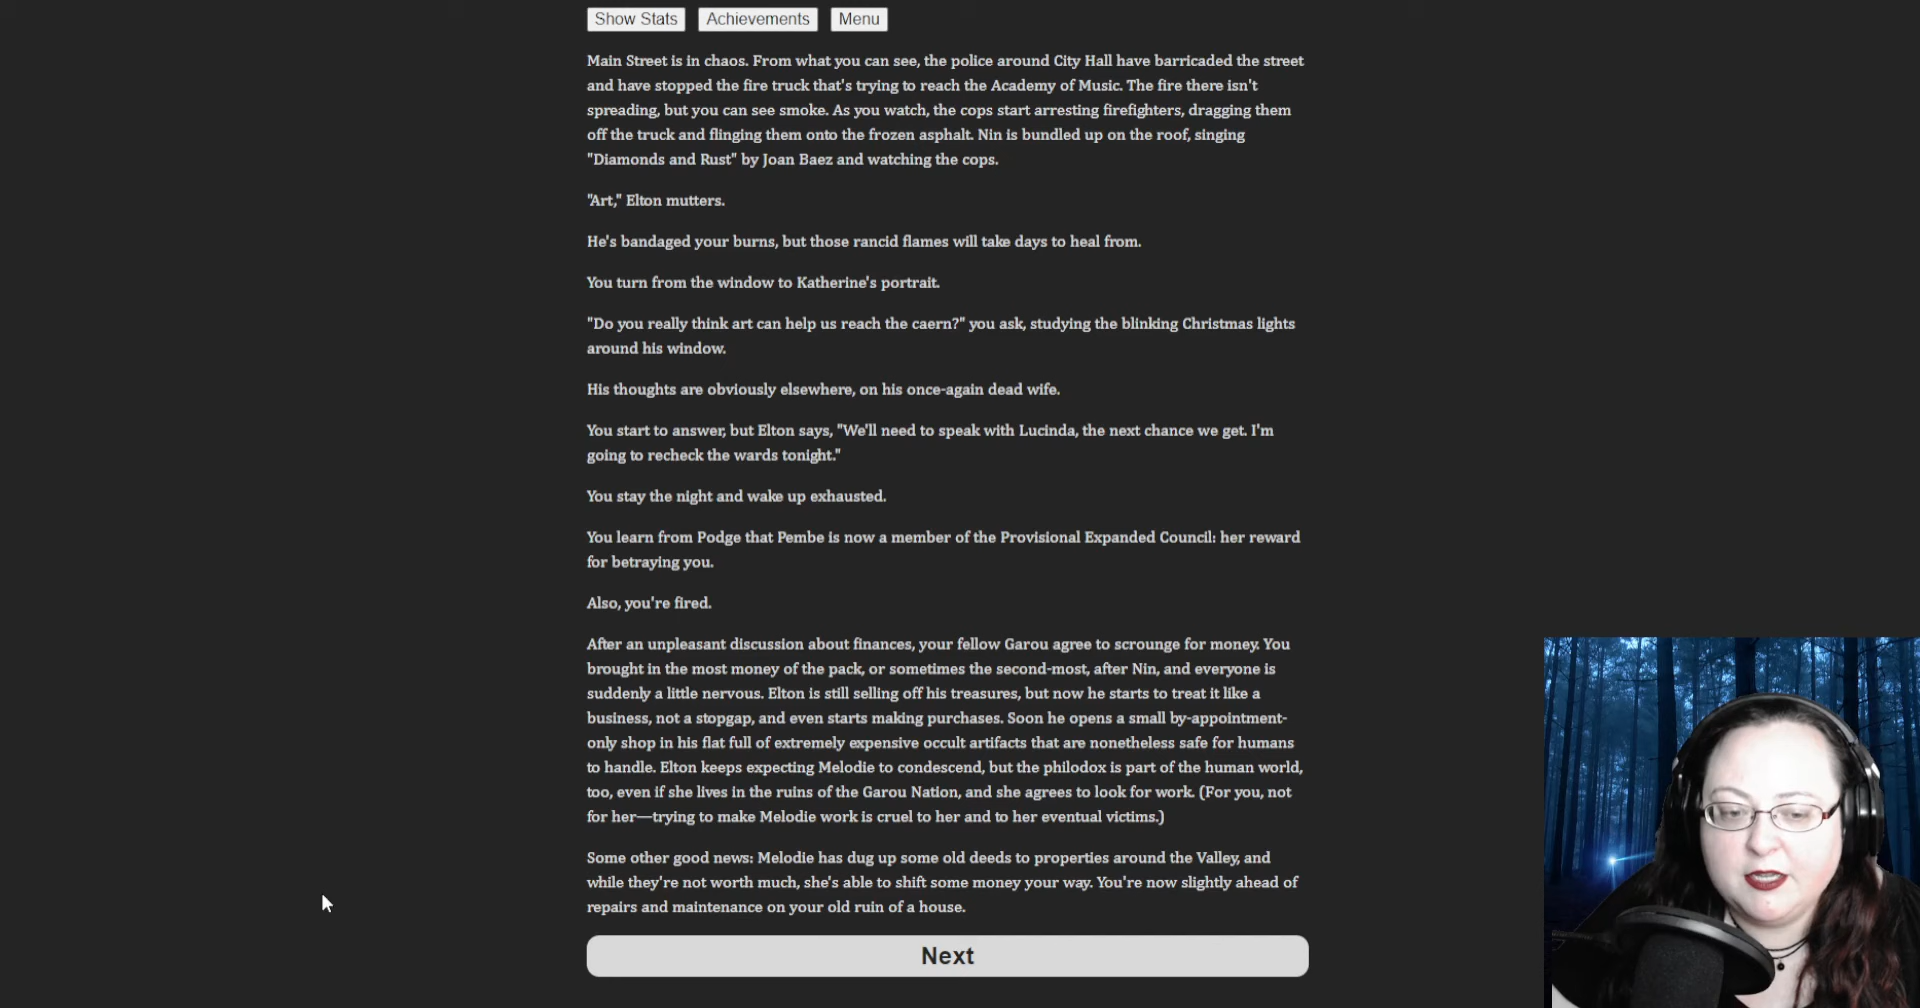 Show Stats Achievements Menu
Main Street is in chaos. From what you can see, the police around City Hall have barricaded the street
and have stopped the fire truck that's trying to reach the Academy of Music. The fire there isn't
spreading, but you can see smoke. As you watch, the cops start arresting firefighters, dragging them
off the truck and flinging them onto the frozen asphalt. Nin is bundled up on the roof, singing
"Diamonds and Rust" by Joan Baez and watching the cops.
"Art," Elton mutters.
He's bandaged your burns, but those rancid flames will take days to heal from.
You turn from the window to Katherine's portrait.
"Do you really think art can help us reach the caern?" you ask, studying the blinking Christmas lights
around his window.
His thoughts are obviously elsewhere, on his once-again dead wife.
You start to answer, but Elton says, "We'll need to speak with Lucinda, the next chance we get. I'm
going to recheck the wards tonight."
You stay the night and wake up exhausted.
You learn from Podge that Pembe is now a member of the Provisional Expanded Council: her reward
for betraying you.
Also, you're fired.
After an unpleasant discussion about finances, your fellow Garou agree to scrounge for money. You
brought in the most money of the pack, or sometimes the second-most, after Nin, and everyone is
suddenly a little nervous. Elton is still selling off his treasures, but now he starts to treat it like a
business, not a stopgap, and even starts making purchases. Soon he opens a small by-appointment-
only shop in his flat full of extremely expensive occult artifacts that are nonetheless safe for humans
to handle. Elton keeps expecting Melodie to condescend, but the philodox is part of the human world,
too, even if she lives in the ruins of the Garou Nation, and she agrees to look for work. (For you, not
for her—trying to make Melodie work is cruel to her and to her eventual victims.)
Some other good news: Melodie has dug up some old deeds to properties around the Valley, and
while they're not worth much, she's able to shift some money your way. You're now slightly ahead of
repairs and maintenance on your old ruin of a house.
Next